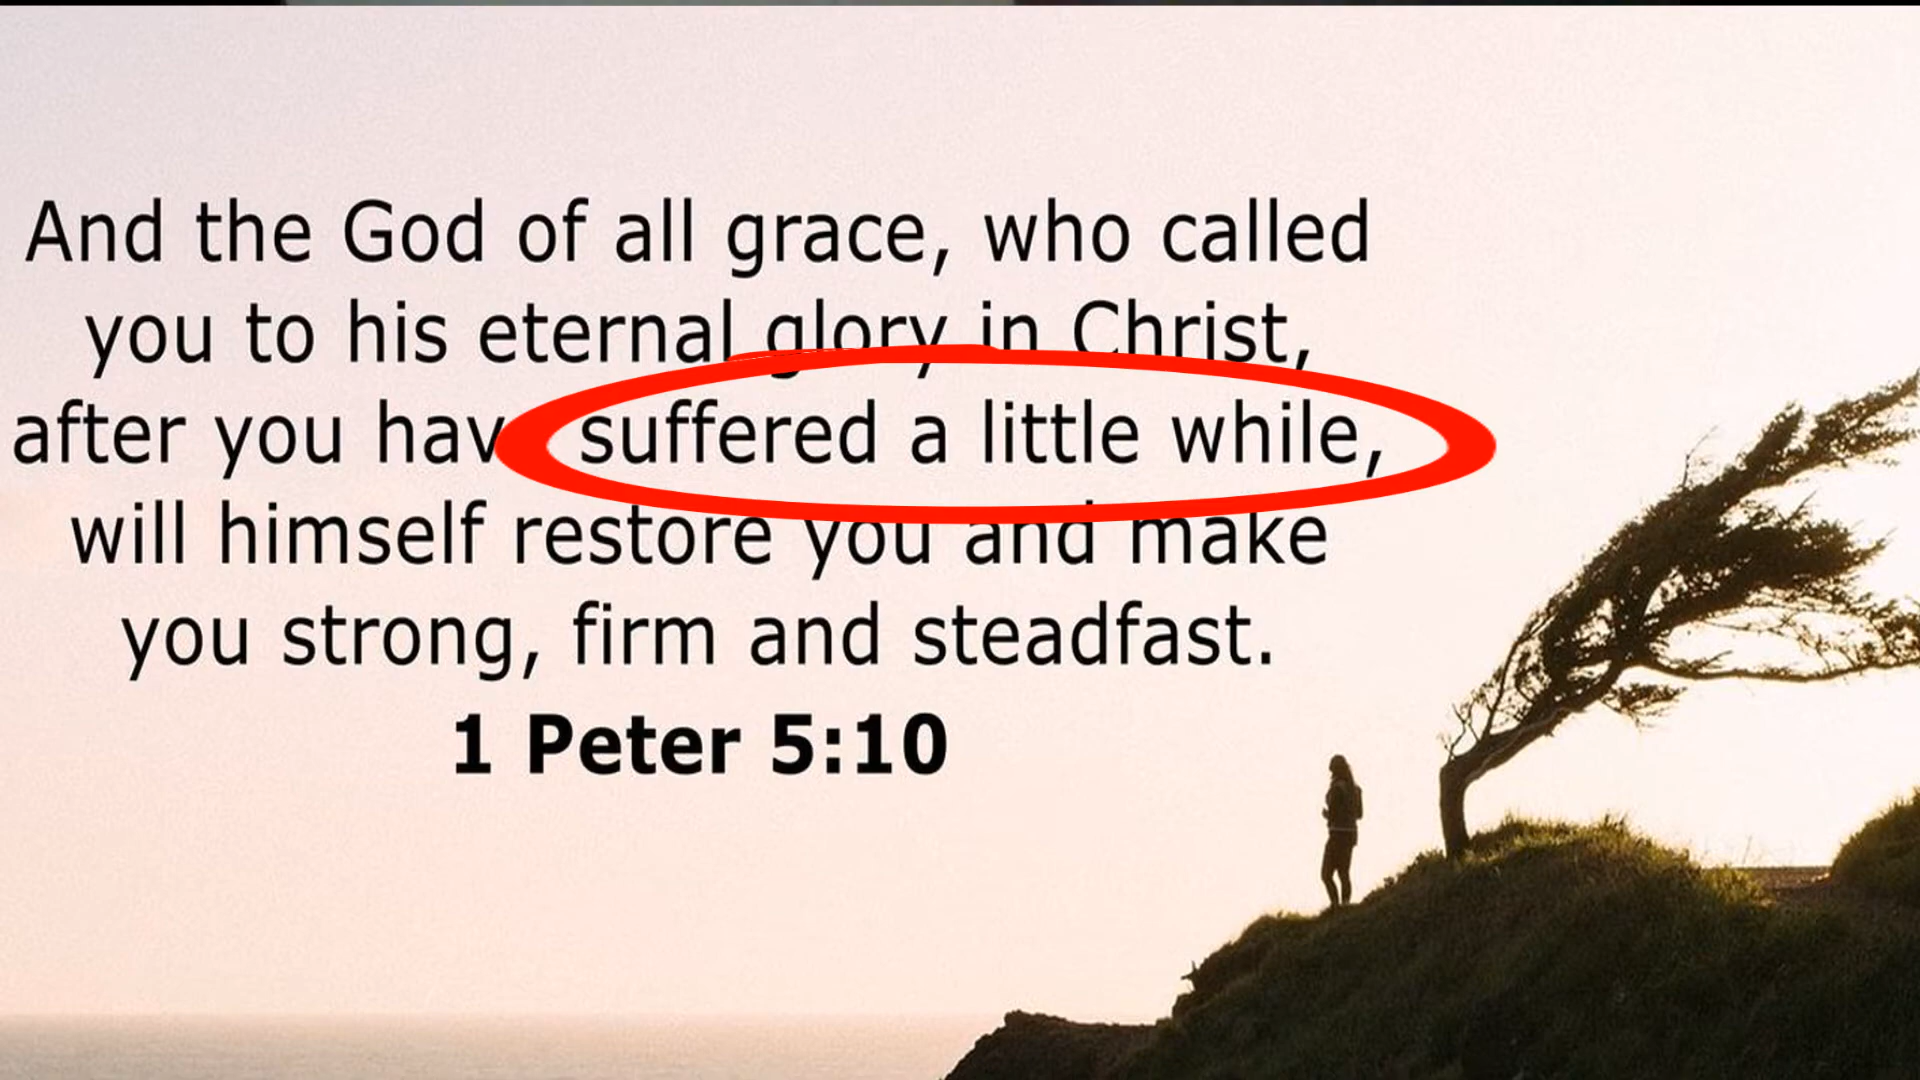 And the God of all grace, who called
you to his eternal glory in Christ,
after you hav suffered a little while,
will himself restore you and make
you strong, firm and steadfast.
1 Peter 5:10